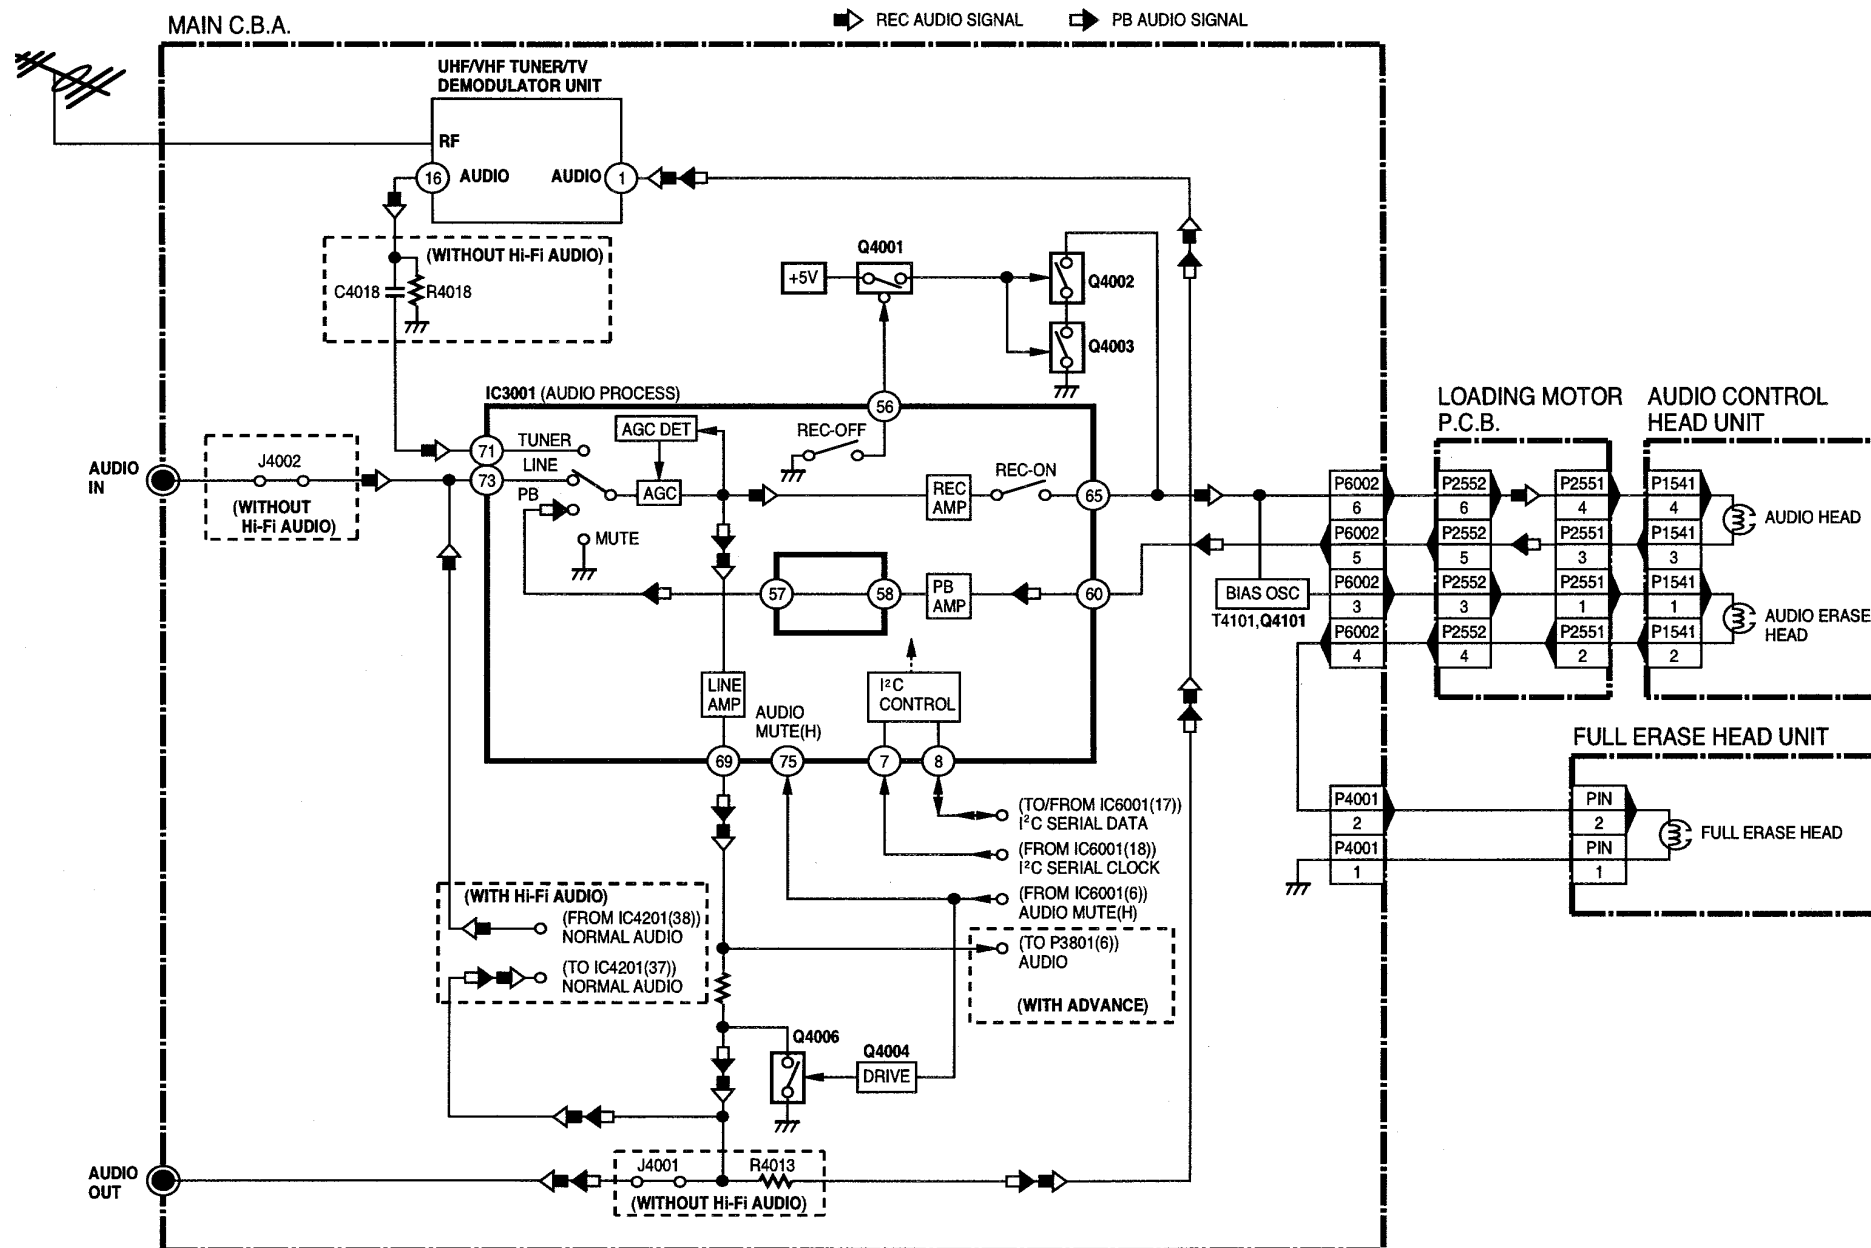 REC AUDIO SIGNAL
PB AUDIO SIGNAL
MAIN C.B.A.
UHF/VHF TUNER/TV
DEMODULATOR UNIT
RF
16
AUDIO
AUDIO
1
(WITHOUT Hi-Fi AUDIO)
C4018
R4018
+5V
Q4001
Q4002
Q4003
IC3001 (AUDIO PROCESS)
56
AGC DET
REC-OFF
71
TUNER
AUDIO
IN
J4002
(WITHOUT
Hi-Fi AUDIO)
73
LINE
PB
MUTE
AGC
REC
AMP
REC-ON
65
57
58
PB
AMP
60
LINE
AMP
AUDIO
MUTE(H)
I²C
CONTROL
69
75
7
8
BIAS OSC
T4101,Q4101
LOADING MOTOR
P.C.B.
AUDIO CONTROL
HEAD UNIT
P6002
6
P2552
6
P2551
4
P1541
4
AUDIO HEAD
P6002
5
P2552
5
P2551
3
P1541
3
P6002
3
P2552
3
P2551
1
P1541
1
AUDIO ERASE
HEAD
P6002
4
P2552
4
P2551
2
P1541
2
FULL ERASE HEAD UNIT
P4001
2
PIN
2
FULL ERASE HEAD
P4001
1
PIN
1
(TO/FROM IC6001(17))
I²C SERIAL DATA
(FROM IC6001(18))
I²C SERIAL CLOCK
(FROM IC6001(6))
AUDIO MUTE(H)
(TO P3801(6))
AUDIO
(WITH ADVANCE)
(WITH Hi-Fi AUDIO)
(FROM IC4201(38))
NORMAL AUDIO
(TO IC4201(37))
NORMAL AUDIO
Q4006
Q4004
DRIVE
AUDIO
OUT
J4001
R4013
(WITHOUT Hi-Fi AUDIO)